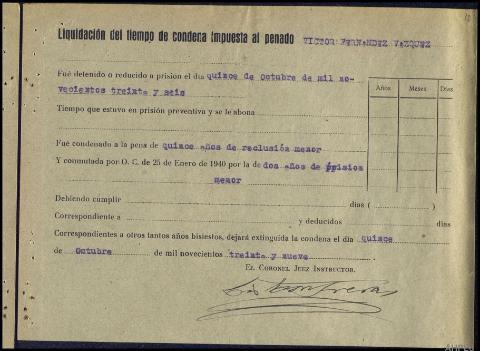 Liquidación del tiempo de condena impuesta al penado VICTOR FERNANDEZ VAZQUEZ
Fué detenido o reducido a prisión el día quince de octubre de mil no-
vecientos treinta y seis
Años Meses Días
Tiempo que estuvo en prisión preventiva y se le abona
Fué condenado a la pena de quince años de reclusión menor
Y conmutada por O. C. de 25 de Enero de 1940 por la de dos años de prision
menor
Debiendo cumplir días ( )
Correspondiente a y deducidos días
Correspondientes a otros tantos años bisiestos, dejará extinguida la condena el día quince
de Octubre de mil novecientos treinta y nueve
EL CORONEL JUEZ INSTRUCTOR.